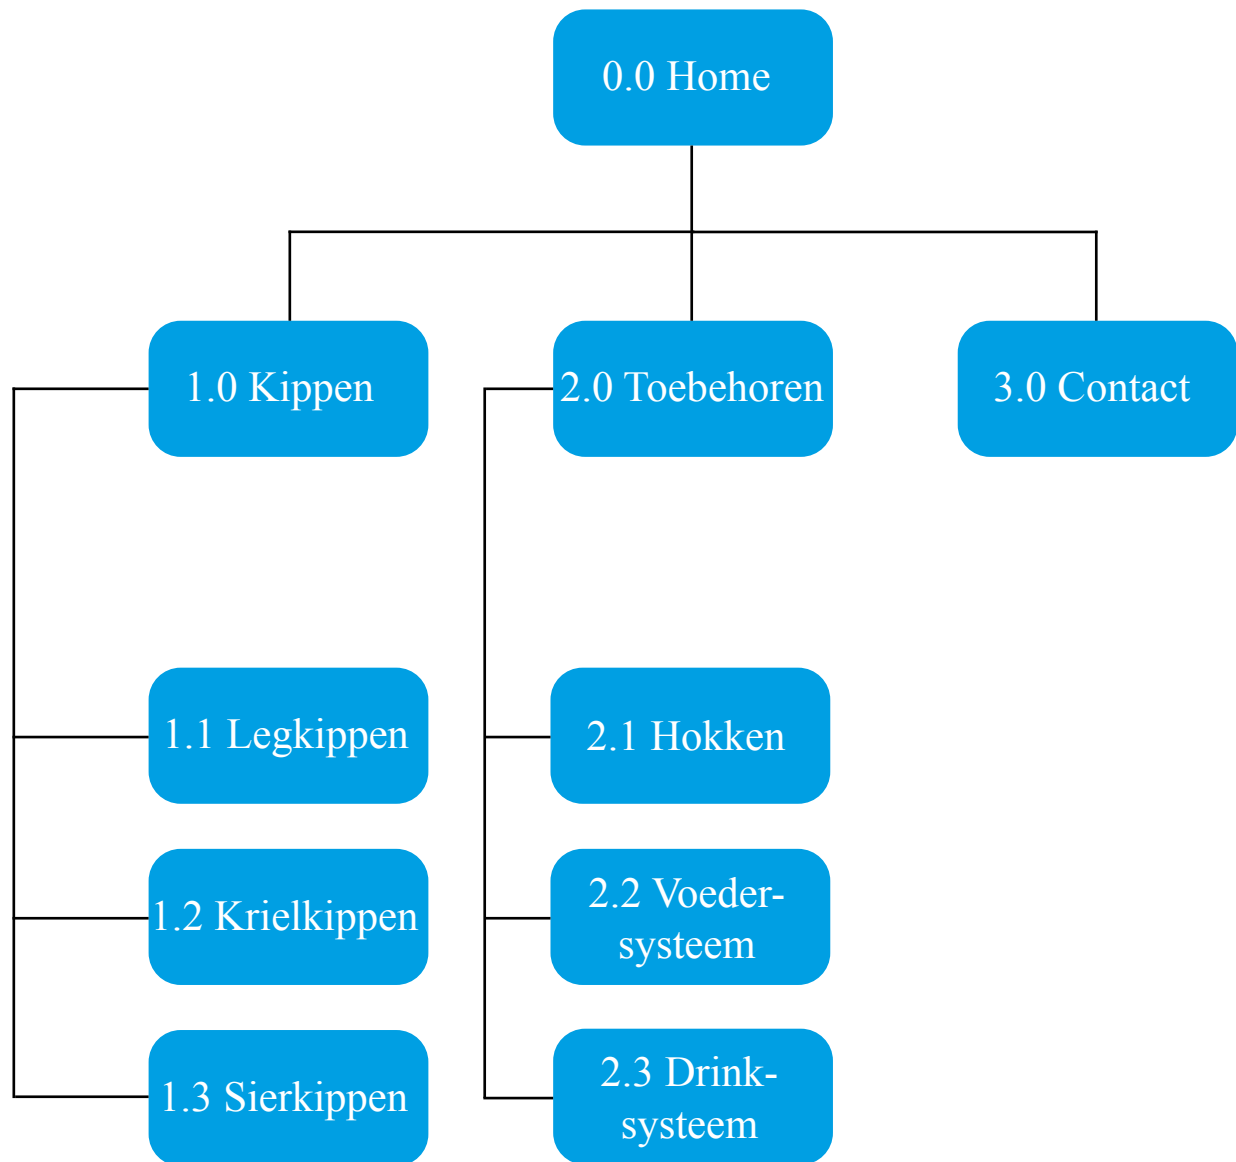 0.0 Home
1.0 Kippen
2.0 Toebehoren
3.0 Contact
1.1 Legkippen
2.1 Hokken
1.2 Krielkippen
2.2 Voeder-
systeem
1.3 Sierkippen
2.3 Drink-
systeem